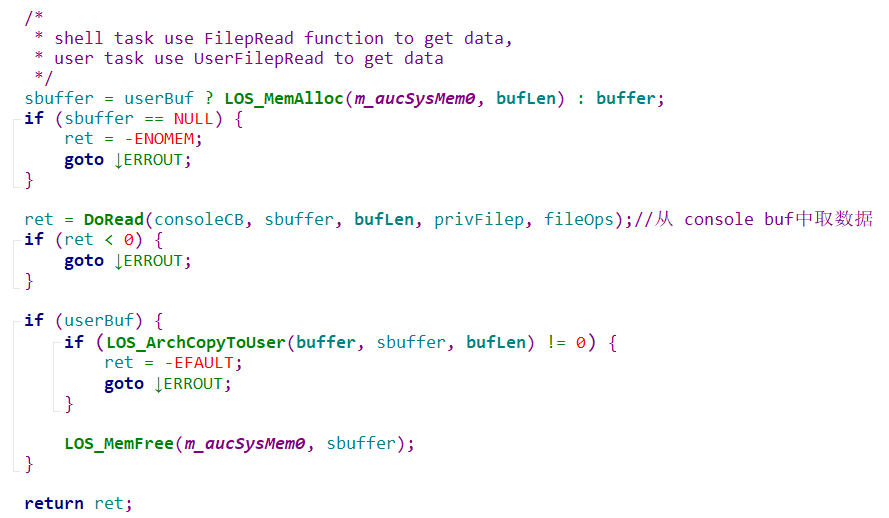 /*
 * shell task use FilepRead function to get data,
 * user task use UserFilepRead to get data
 */
sbuffer = userBuf ? LOS_MemAlloc(m_aucSysMem0, bufLen) : buffer;
if (sbuffer == NULL) {
    ret = -ENOMEM;
    goto ↓ERROUT;
}

ret = DoRead(consoleCB, sbuffer, bufLen, privFilep, fileOps);//从 console buf中取数据
if (ret < 0) {
    goto ↓ERROUT;
}

if (userBuf) {
    if (LOS_ArchCopyToUser(buffer, sbuffer, bufLen) != 0) {
        ret = -EFAULT;
        goto ↓ERROUT;
    }

    LOS_MemFree(m_aucSysMem0, sbuffer);
}

return ret;